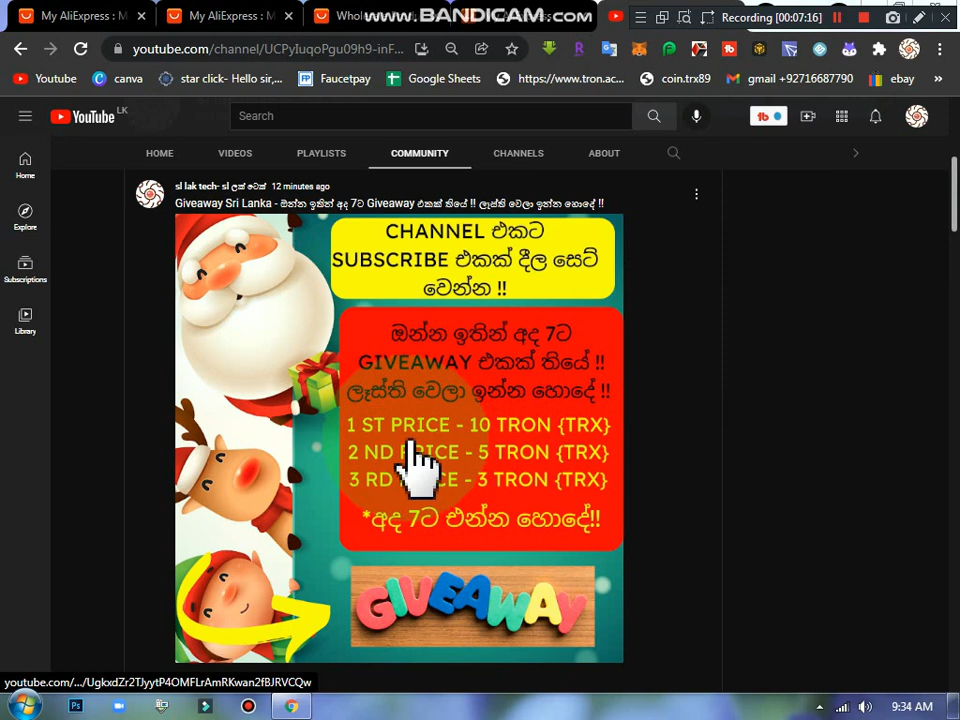 My AliExpress : M
My AliExpress : M
Whol
www.BANDICAM.com
Recording [00:07:16]
youtube.com/channel/UCPyIuqoPgu09h9-inF...
Youtube
canva
star click- Hello sir,...
Faucetpay
Google Sheets
https://www.tron.ac...
coin.trx89
gmail +92716687790
ebay
»
YouTube LK
Search
HOME
VIDEOS
PLAYLISTS
COMMUNITY
CHANNELS
ABOUT
Home
Explore
Subscriptions
Library
sl lak tech- sl ලක් ටෙක් 12 minutes ago
Giveaway Sri Lanka - ඔන්න ඉතින් අද 7ට Giveaway එකක් තියේ !! ලෑස්ති වෙලා ඉන්න හොදේ !!
CHANNEL එකට
SUBSCRIBE එකක් දීල සෙට්
වෙන්න !!
ඔන්න ඉතින් අද 7ට
GIVEAWAY එකක් තියේ !!
ලෑස්ති වෙලා ඉන්න හොදේ !!
1 ST PRICE - 10 TRON {TRX}
2 ND PRICE - 5 TRON {TRX}
3 RD - 3 TRON {TRX}
*අද 7ට එන්න හොදේ!!
GIVEAWAY
youtube.com/.../UgkxdZr2TJyytP4OMFLrAmRKwan2fBJRVCQw
Ps
9:34 AM